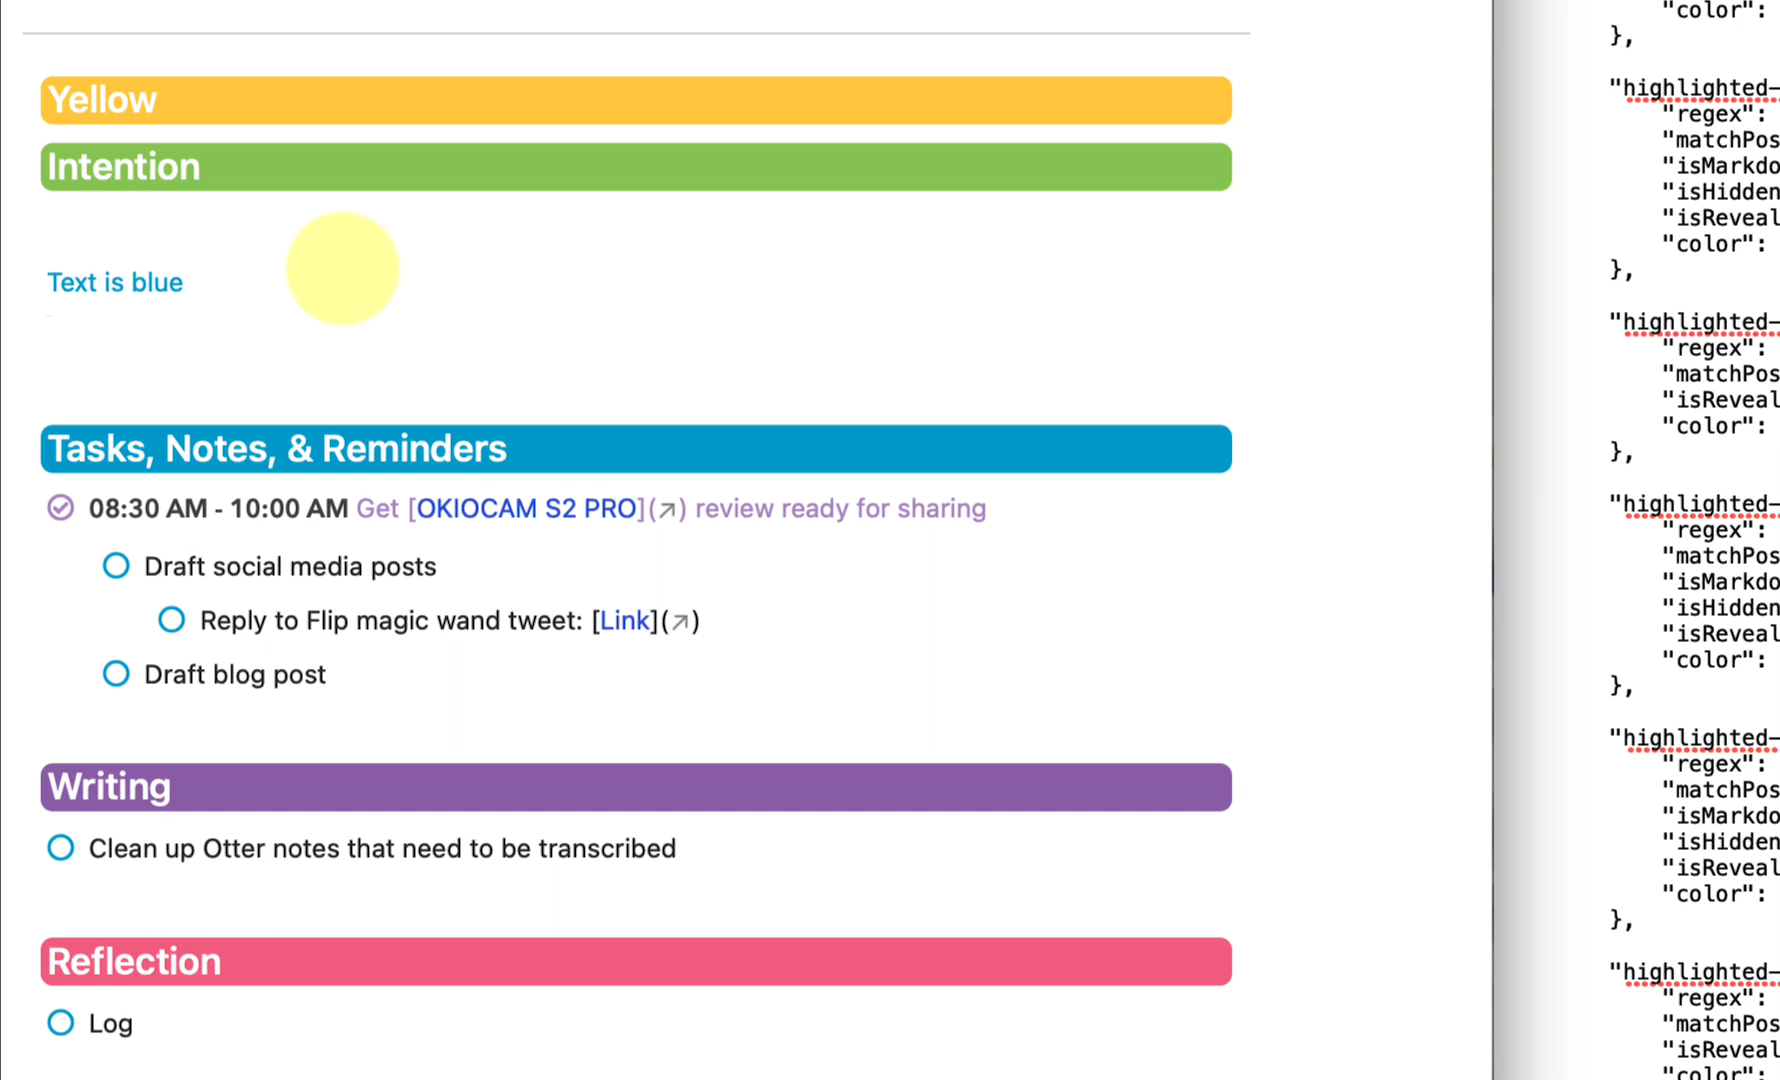 Yellow
Intention
Text is blue
Tasks, Notes, & Reminders
08:30 AM - 10:00 AM Get [OKIOCAM S2 PRO](↗) review ready for sharing
Draft social media posts
Reply to Flip magic wand tweet: [Link](↗)
Draft blog post
Writing
Clean up Otter notes that need to be transcribed
Reflection
Log
"color":
},
"highlighted-
"regex":
"matchPos
"isMarkdo
"isHidden
"isReveal
"color":
},
"highlighted-
"regex":
"matchPos
"isReveal
"color":
},
"highlighted-
"regex":
"matchPos
"isMarkdo
"isHidden
"isReveal
"color":
},
"highlighted-
"regex":
"matchPos
"isMarkdo
"isHidden
"isReveal
"color":
},
"highlighted-
"regex":
"matchPos
"isReveal
"color":